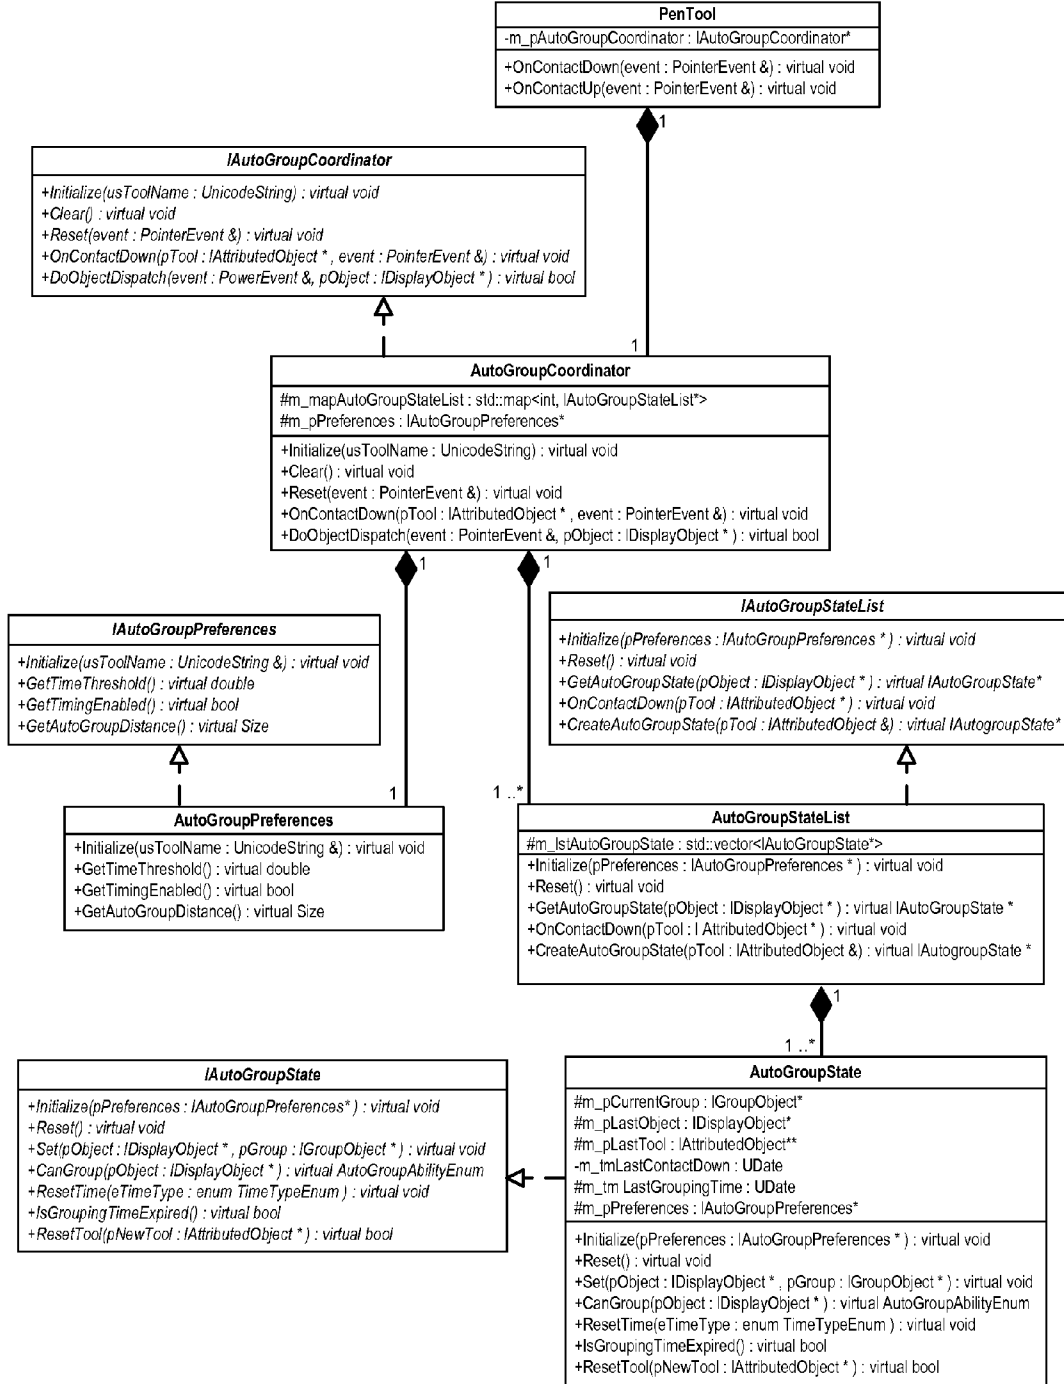 PenTool
-m_pAutoGroupCoordinator : IAutoGroupCoordinator*
+OnContactDown(event : PointerEvent &) : virtual void
+OnContactUp(event : PointerEvent &) : virtual void
1
IAutoGroupCoordinator
+Initialize(usToolName : UnicodeString) : virtual void
+Clear() : virtual void
+Reset(event : PointerEvent &) : virtual void
+OnContactDown(pTool : IAttributedObject * , event : PointerEvent &) : virtual void
+DoObjectDispatch(event : PowerEvent &, pObject : IDisplayObject * ) : virtual bool
1
AutoGroupCoordinator
#m_mapAutoGroupStateList : std::map<int, IAutoGroupStateList*>
#m_pPreferences : IAutoGroupPreferences*
+Initialize(usToolName : UnicodeString) : virtual void
+Clear() : virtual void
+Reset(event : PointerEvent &) : virtual void
+OnContactDown(pTool : IAttributedObject * , event : PointerEvent &) : virtual void
+DoObjectDispatch(event : PointerEvent &, pObject : IDisplayObject * ) : virtual bool
1
1
IAutoGroupPreferences
+Initialize(usToolName : UnicodeString &) : virtual void
+GetTimeThreshold() : virtual double
+GetTimingEnabled() : virtual bool
+GetAutoGroupDistance() : virtual Size
IAutoGroupStateList
+Initialize(pPreferences : IAutoGroupPreferences * ) : virtual void
+Reset() : virtual void
+GetAutoGroupState(pObject : IDisplayObject * ) : virtual IAutoGroupState*
+OnContactDown(pTool : IAttributedObject * ) : virtual void
+CreateAutoGroupState(pTool : IAttributedObject &) : virtual IAutogroupState*
1
1 ..*
AutoGroupPreferences
+Initialize(usToolName : UnicodeString &) : virtual void
+GetTimeThreshold() : virtual double
+GetTimingEnabled() : virtual bool
+GetAutoGroupDistance() : virtual Size
AutoGroupStateList
#m_lstAutoGroupState : std::vector<IAutoGroupState*>
+Initialize(pPreferences : IAutoGroupPreferences * ) : virtual void
+Reset() : virtual void
+GetAutoGroupState(pObject : IDisplayObject * ) : virtual IAutoGroupState *
+OnContactDown(pTool : I AttributedObject * ) : virtual void
+CreateAutoGroupState(pTool : IAttributedObject &) : virtual IAutogroupState *
1
1 ..*
IAutoGroupState
+Initialize(pPreferences : IAutoGroupPreferences* ) : virtual void
+Reset() : virtual void
+Set(pObject : IDisplayObject * , pGroup : IGroupObject * ) : virtual void
+CanGroup(pObject : IDisplayObject * ) : virtual AutoGroupAbilityEnum
+ResetTime(eTimeType : enum TimeTypeEnum ) : virtual void
+IsGroupingTimeExpired() : virtual bool
+ResetTool(pNewTool : IAttributedObject * ) : virtual bool
AutoGroupState
#m_pCurrentGroup : IGroupObject*
#m_pLastObject : IDisplayObject*
#m_pLastTool : IAttributedObject**
-m_tmLastContactDown : UDate
#m_tm LastGroupingTime : UDate
#m_pPreferences : IAutoGroupPreferences*
+Initialize(pPreferences : IAutoGroupPreferences * ) : virtual void
+Reset() : virtual void
+Set(pObject : IDisplayObject * , pGroup : IGroupObject * ) : virtual void
+CanGroup(pObject : IDisplayObject * ) : virtual AutoGroupAbilityEnum
+ResetTime(eTimeType : enum TimeTypeEnum ) : virtual void
+IsGroupingTimeExpired() : virtual bool
+ResetTool(pNewTool : IAttributedObject * ) : virtual bool